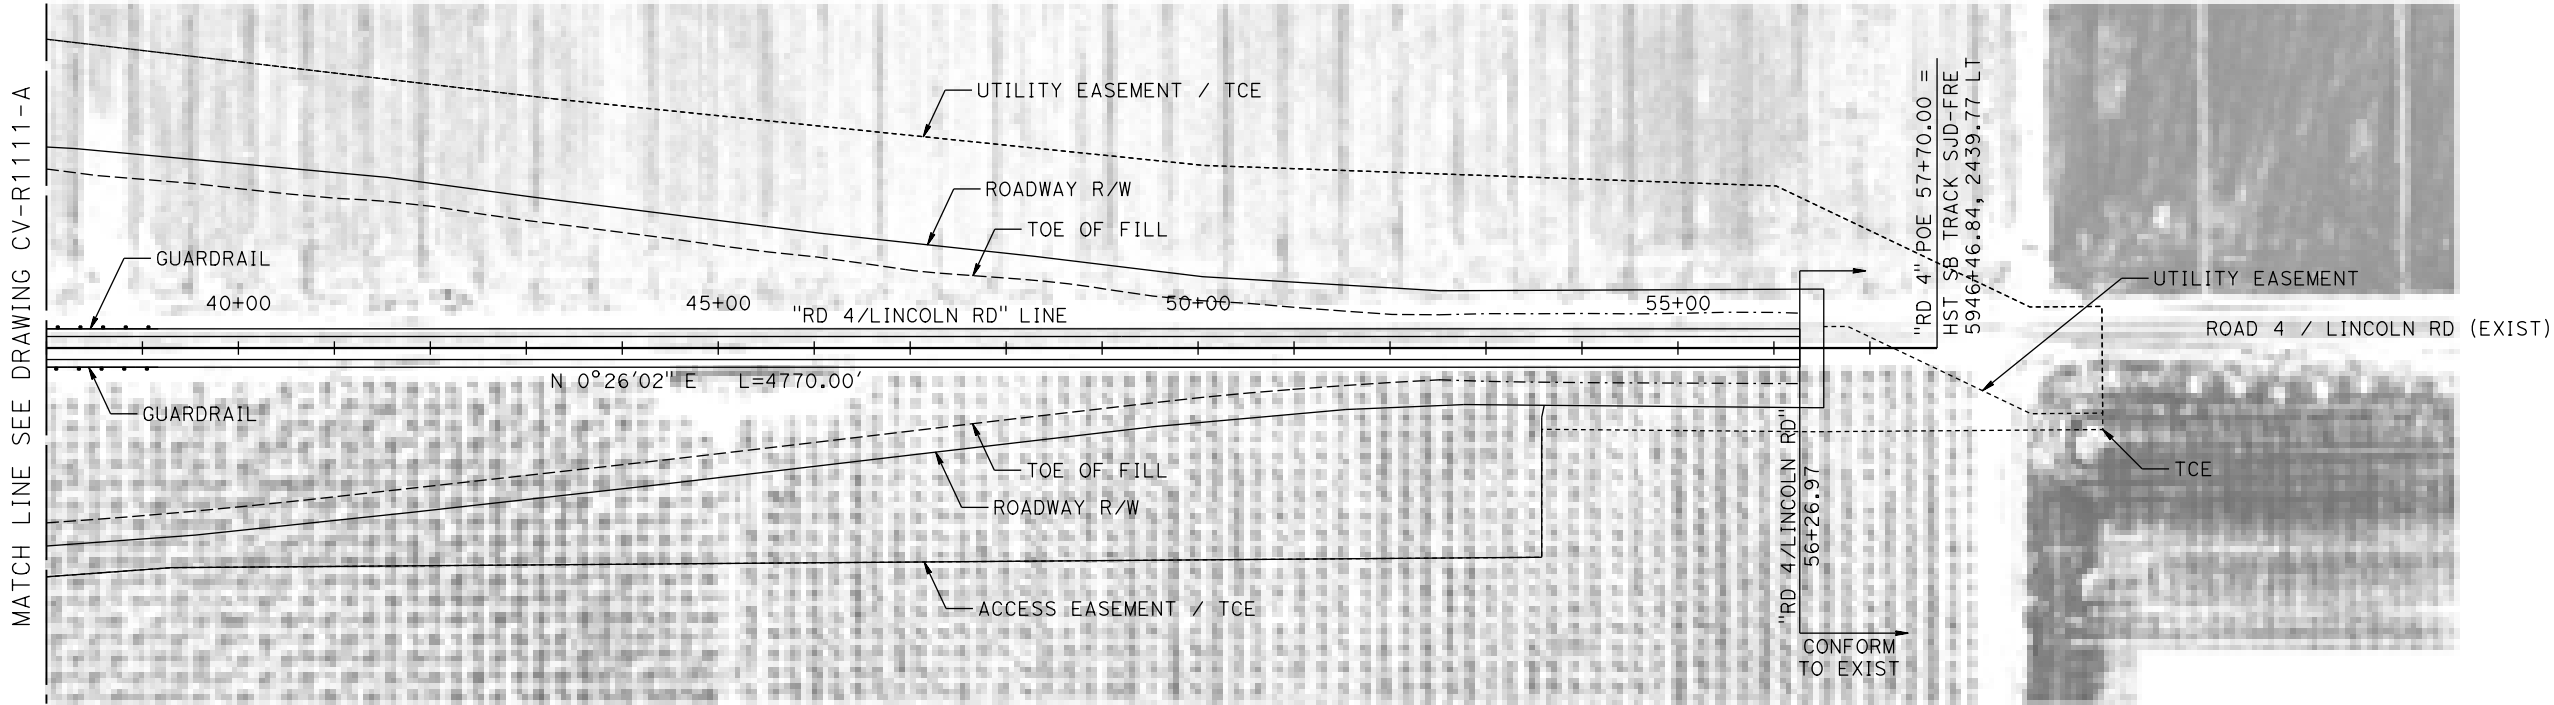 MATCH LINE SEE DRAWING CV-R1111-A
UTILITY EASEMENT / TCE
ROADWAY R/W
TOE OF FILL
GUARDRAIL
40+00
45+00
50+00
55+00
"RD 4/LINCOLN RD" LINE
N 0°26'02" E L=4770.00'
GUARDRAIL
TOE OF FILL
ROADWAY R/W
ACCESS EASEMENT / TCE
"RD 4/LINCOLN RD"
56+26.97
CONFORM
TO EXIST
"RD 4" POE 57+70.00 =
HST SB TRACK SJD-FRE
5946+46.84, 2439.77 LT
UTILITY EASEMENT
ROAD 4 / LINCOLN RD (EXIST)
TCE